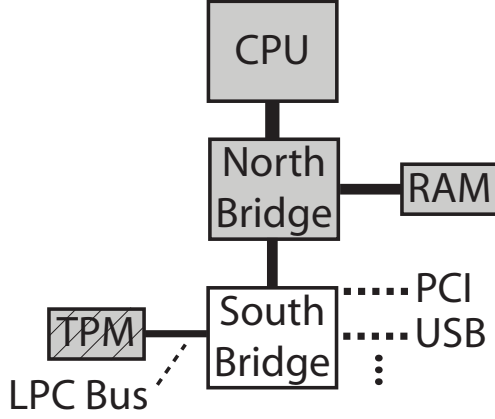 CPU
North
Bridge
RAM
South
Bridge
PCI
USB
TPM
LPC Bus